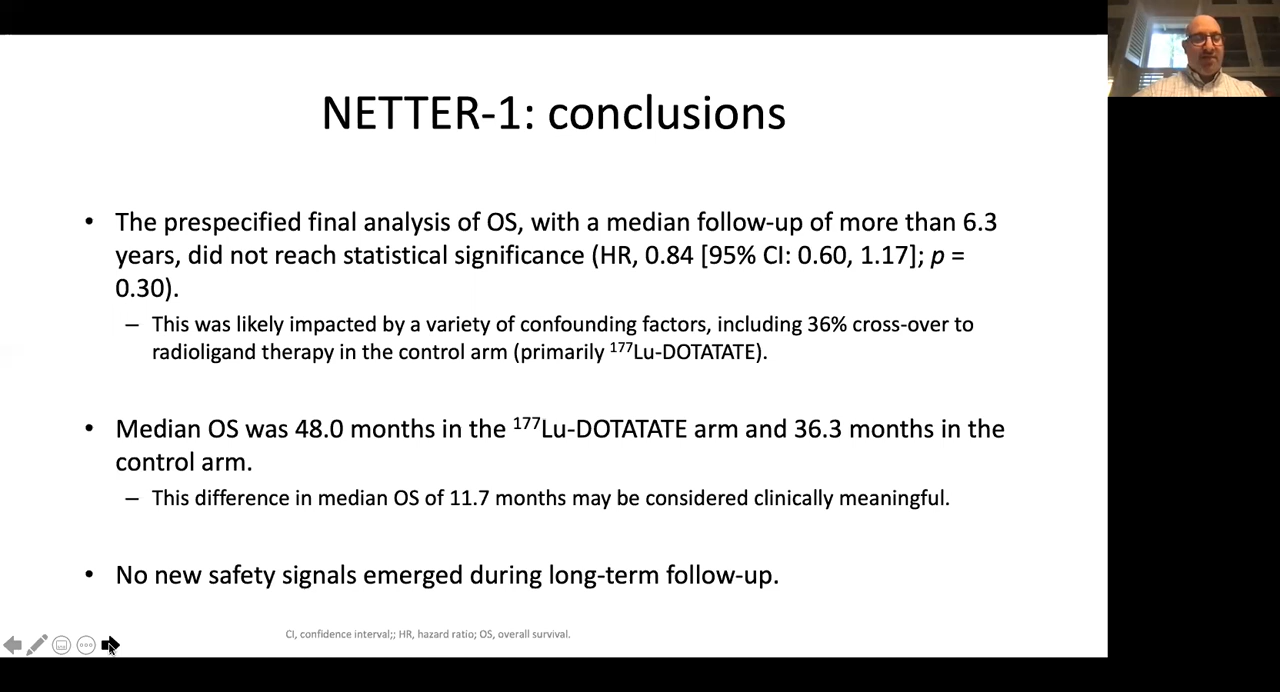 NETTER-1: conclusions
• The prespecified final analysis of OS, with a median follow-up of more than 6.3
years, did not reach statistical significance (HR, 0.84 [95% CI: 0.60, 1.17]; p =
0.30).
– This was likely impacted by a variety of confounding factors, including 36% cross-over to
radioligand therapy in the control arm (primarily ¹⁷⁷Lu-DOTATATE).
• Median OS was 48.0 months in the ¹⁷⁷Lu-DOTATATE arm and 36.3 months in the
control arm.
– This difference in median OS of 11.7 months may be considered clinically meaningful.
• No new safety signals emerged during long-term follow-up.
CI, confidence interval;; HR, hazard ratio; OS, overall survival.